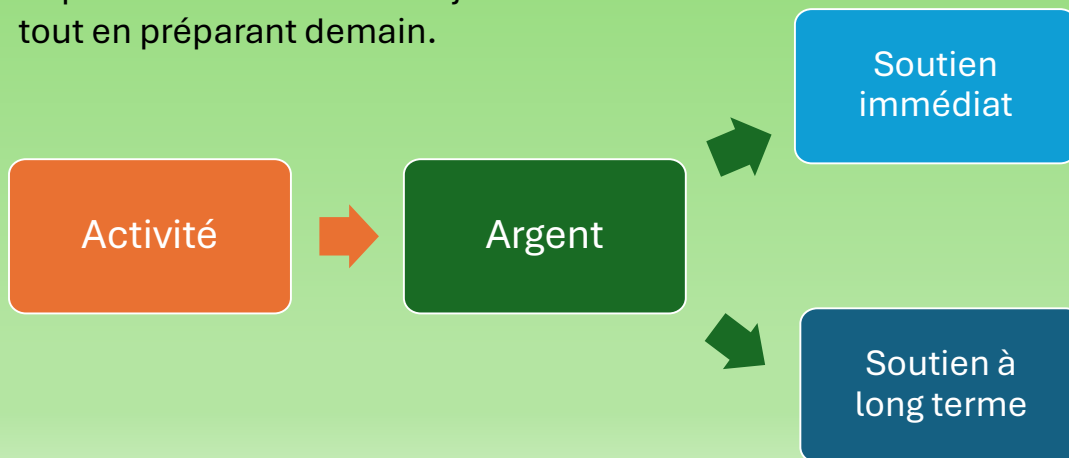 tout en préparant demain.
Activité
Argent
Soutien
immédiat
Soutien à
long terme